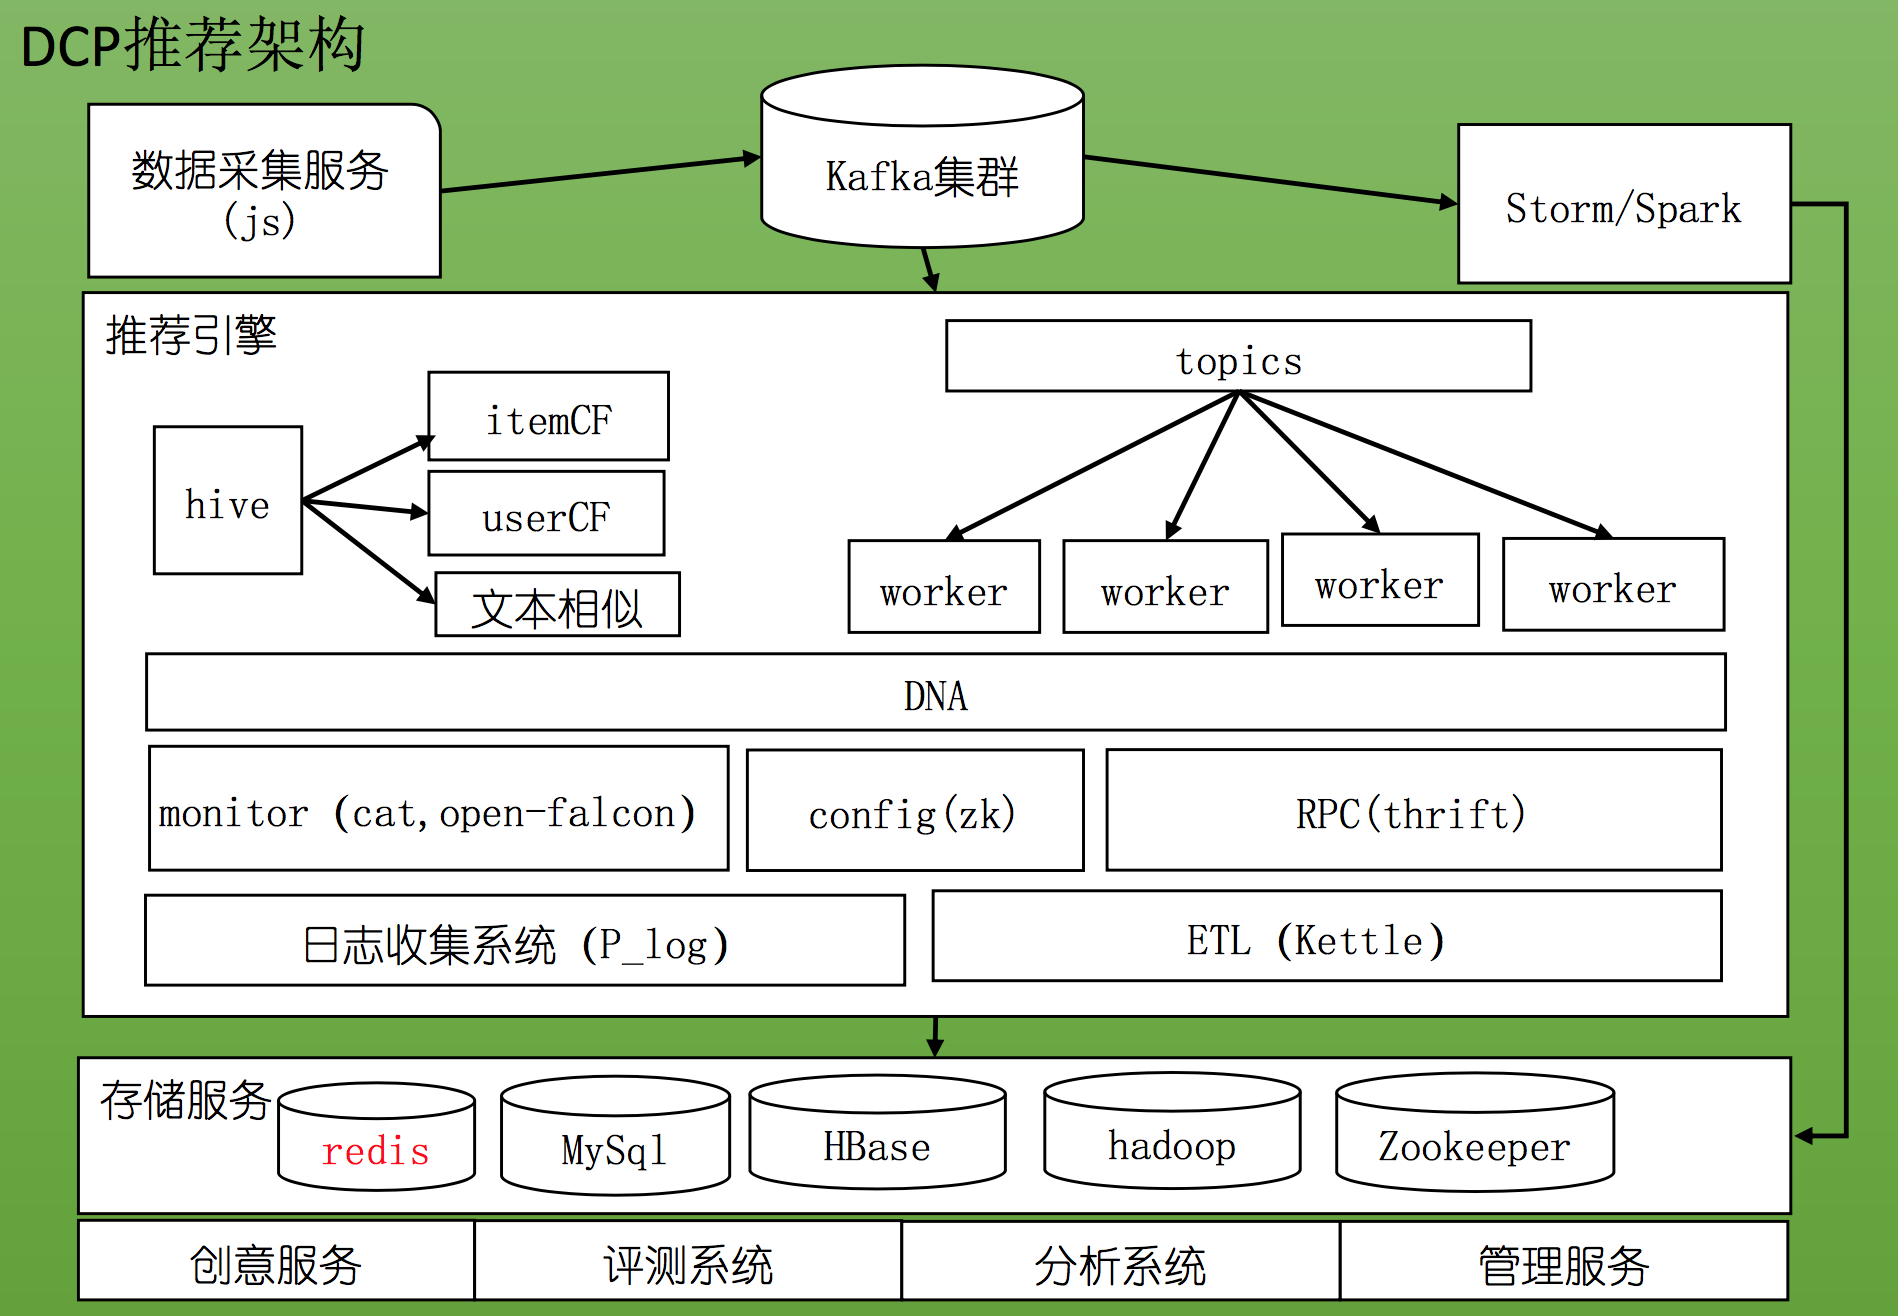 DCP推荐架构
数据采集服务
(js)
Kafka集群
Storm/Spark
推荐引擎
topics
itemCF
hive
userCF
文本相似
worker
worker
worker
worker
DNA
monitor (cat,open-falcon)
config(zk)
RPC(thrift)
日志收集系统 (P_log)
ETL (Kettle)
存储服务
redis
MySql
HBase
hadoop
Zookeeper
创意服务
评测系统
分析系统
管理服务